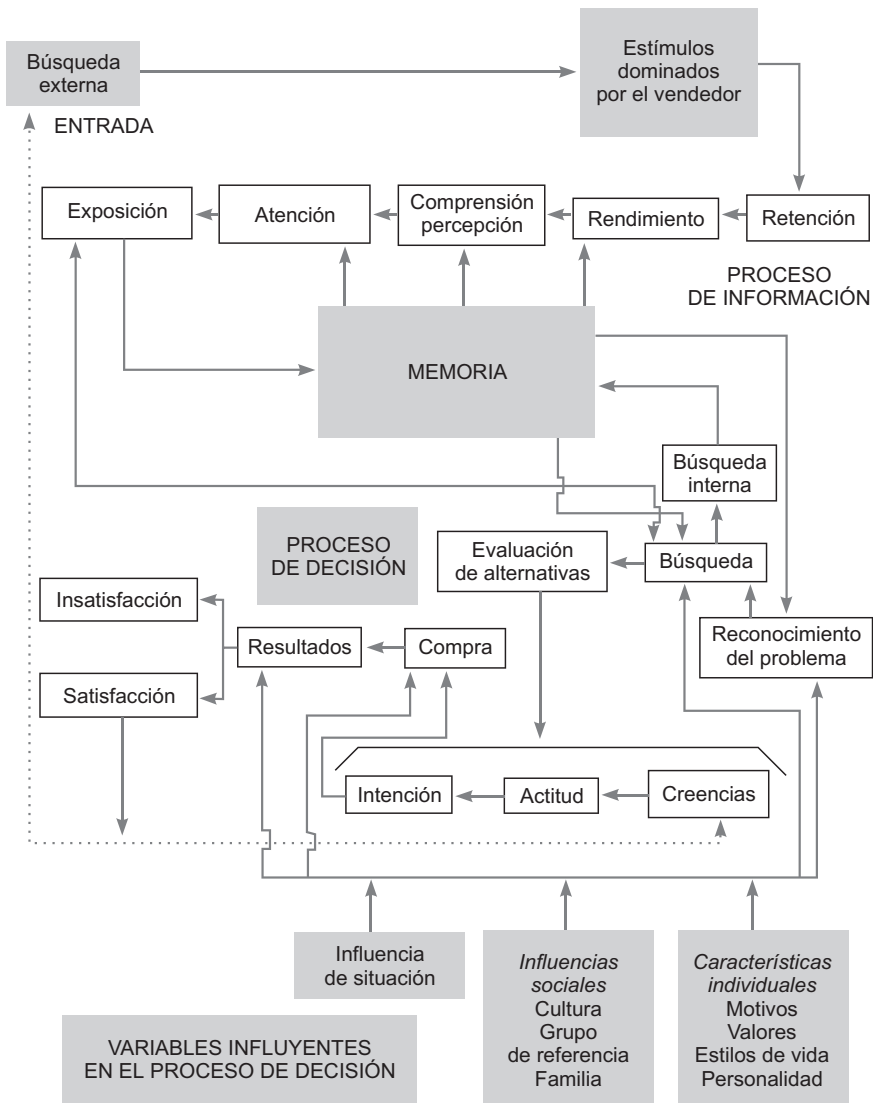 Búsqueda
externa
Estímulos
dominados
por el vendedor
ENTRADA
Exposición
Atención
Comprensión
percepción
Rendimiento
Retención
PROCESO
DE INFORMACIÓN
MEMORIA
Búsqueda
interna
PROCESO
DE DECISIÓN
Evaluación
de alternativas
Búsqueda
Insatisfacción
Resultados
Compra
Reconocimiento
del problema
Satisfacción
Intención
Actitud
Creencias
Influencia
de situación
Influencias
sociales
Cultura
Grupo
de referencia
Familia
Características
individuales
Motivos
Valores
Estilos de vida
Personalidad
VARIABLES INFLUYENTES
EN EL PROCESO DE DECISIÓN